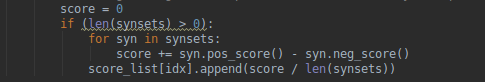 score = 0
if (len(synsets) > 0):
for syn in synsets:
score += syn.pos_score() - syn.neg_score()
score_list[idx].append(score / len(synsets))